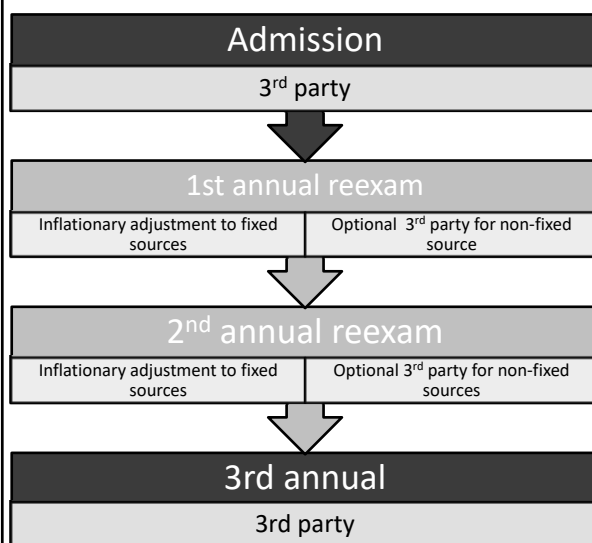 Admission
3rd party
1st annual reexam
Inflationary adjustment to fixed
sources
Optional 3rd party for non-fixed
source
2nd annual reexam
Inflationary adjustment to fixed
sources
Optional 3rd party for non-fixed
sources
3rd annual
3rd party